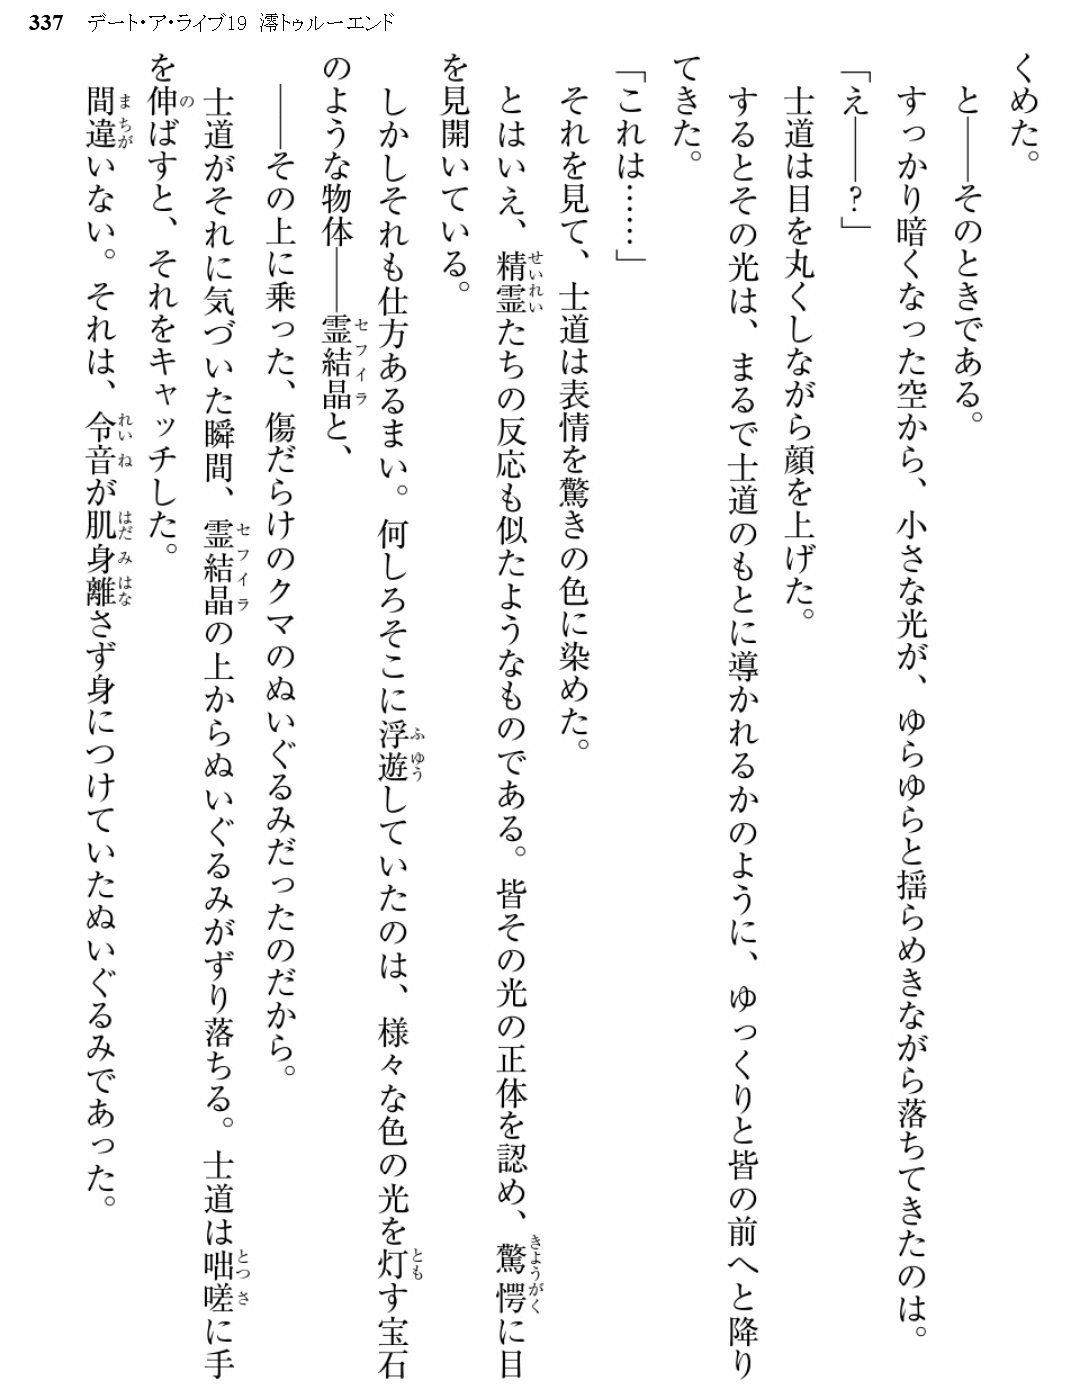 337 デート・ア・ライブ19 澪トゥルーエンド
くめた。
と――そのときである。
すっかり暗くなった空から、小さな光が、ゆらゆらと揺らめきながら落ちてきたのは。
「え――?」
士道は目を丸くしながら顔を上げた。
するとその光は、まるで士道のもとに導かれるかのように、ゆっくりと皆の前へと降り
てきた。
「これは……」
それを見て、士道は表情を驚きの色に染めた。
とはいえ、精霊たちの反応も似たようなものである。皆その光の正体を認め、驚愕に目
を見開いている。
しかしそれも仕方あるまい。何しろそこに浮遊していたのは、様々な色の光を灯す宝石
のような物体――霊結晶と、
――その上に乗った、傷だらけのクマのぬいぐるみだったのだから。
士道がそれに気づいた瞬間、霊結晶の上からぬいぐるみがずり落ちる。士道は咄嗟に手
を伸ばすと、それをキャッチした。
間違いない。それは、令音が肌身離さず身につけていたぬいぐるみであった。